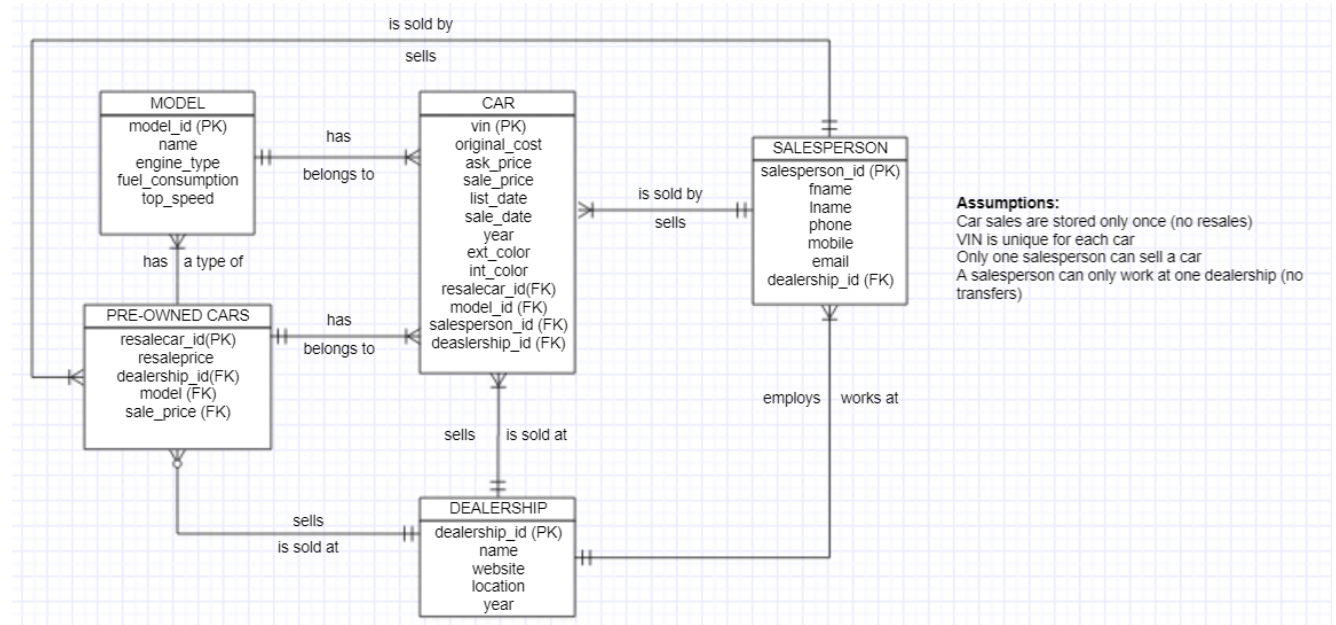 is sold by
sells
MODEL
model_id (PK)
name
engine_type
fuel_consumption
top_speed
has
belongs to
CAR
vin (PK)
original_cost
ask_price
sale_price
list_date
sale_date
year
ext_color
int_color
resalecar_id(FK)
model_id (FK)
salesperson_id (FK)
deaslership_id (FK)
is sold by
sells
SALESPERSON
salesperson_id (PK)
fname
lname
phone
mobile
email
dealership_id (FK)
Assumptions:
Car sales are stored only once (no resales)
VIN is unique for each car
Only one salesperson can sell a car
A salesperson can only work at one dealership (no
transfers)
has a type of
PRE-OWNED CARS
resalecar_id(PK)
resaleprice
dealership_id(FK)
model (FK)
sale_price (FK)
has
belongs to
sells is sold at
employs works at
sells
is sold at
DEALERSHIP
dealership_id (PK)
name
website
location
year